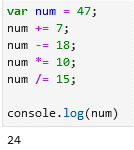 var num = 47;
num += 7;
num -= 18;
num *= 10;
num /= 15;
console.log(num)
24